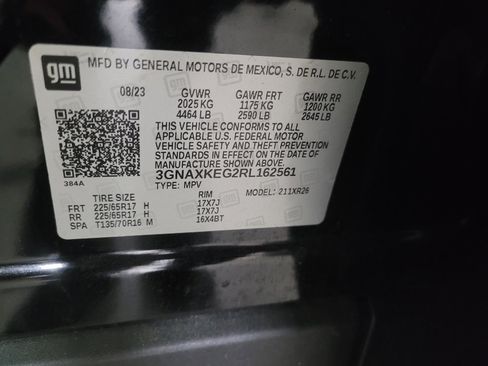 gm
MFD BY GENERAL MOTORS DE MEXICO, S. DE R.L. DE C.V.
08/23 GVWR GAWR FRT GAWR RR
2025 KG 1175 KG 1200 KG
4464 LB 2590 LB 2645 LB
THIS VEHICLE CONFORMS TO ALL
APPLICABLE U.S. FEDERAL MOTOR
VEHICLE SAFETY AND THEFT PREVENTION
STANDARDS IN EFFECT ON THE DATE OF
MANUFACTURE SHOWN ABOVE.
384A
3GNAXKEG2RL162561
TYPE: MPV MODEL: 211XR26
TIRE SIZE RIM
FRT 225/65R17 H 17X7J
RR 225/65R17 H 17X7J
SPA T135/70R16 M 16X4BT